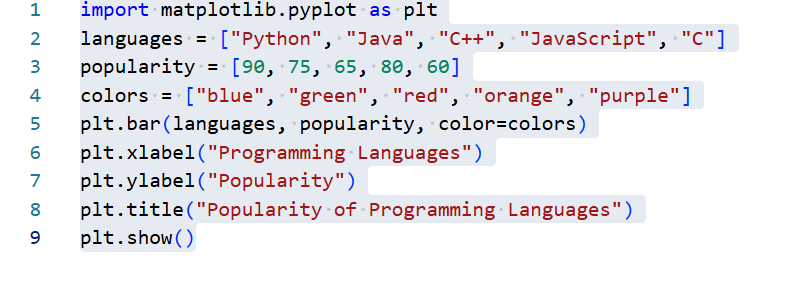 1 import matplotlib.pyplot as plt
2 languages = ["Python", "Java", "C++", "JavaScript", "C"]
3 popularity = [90, 75, 65, 80, 60]
4 colors = ["blue", "green", "red", "orange", "purple"]
5 plt.bar(languages, popularity, color=colors)
6 plt.xlabel("Programming Languages")
7 plt.ylabel("Popularity")
8 plt.title("Popularity of Programming Languages")
9 plt.show()